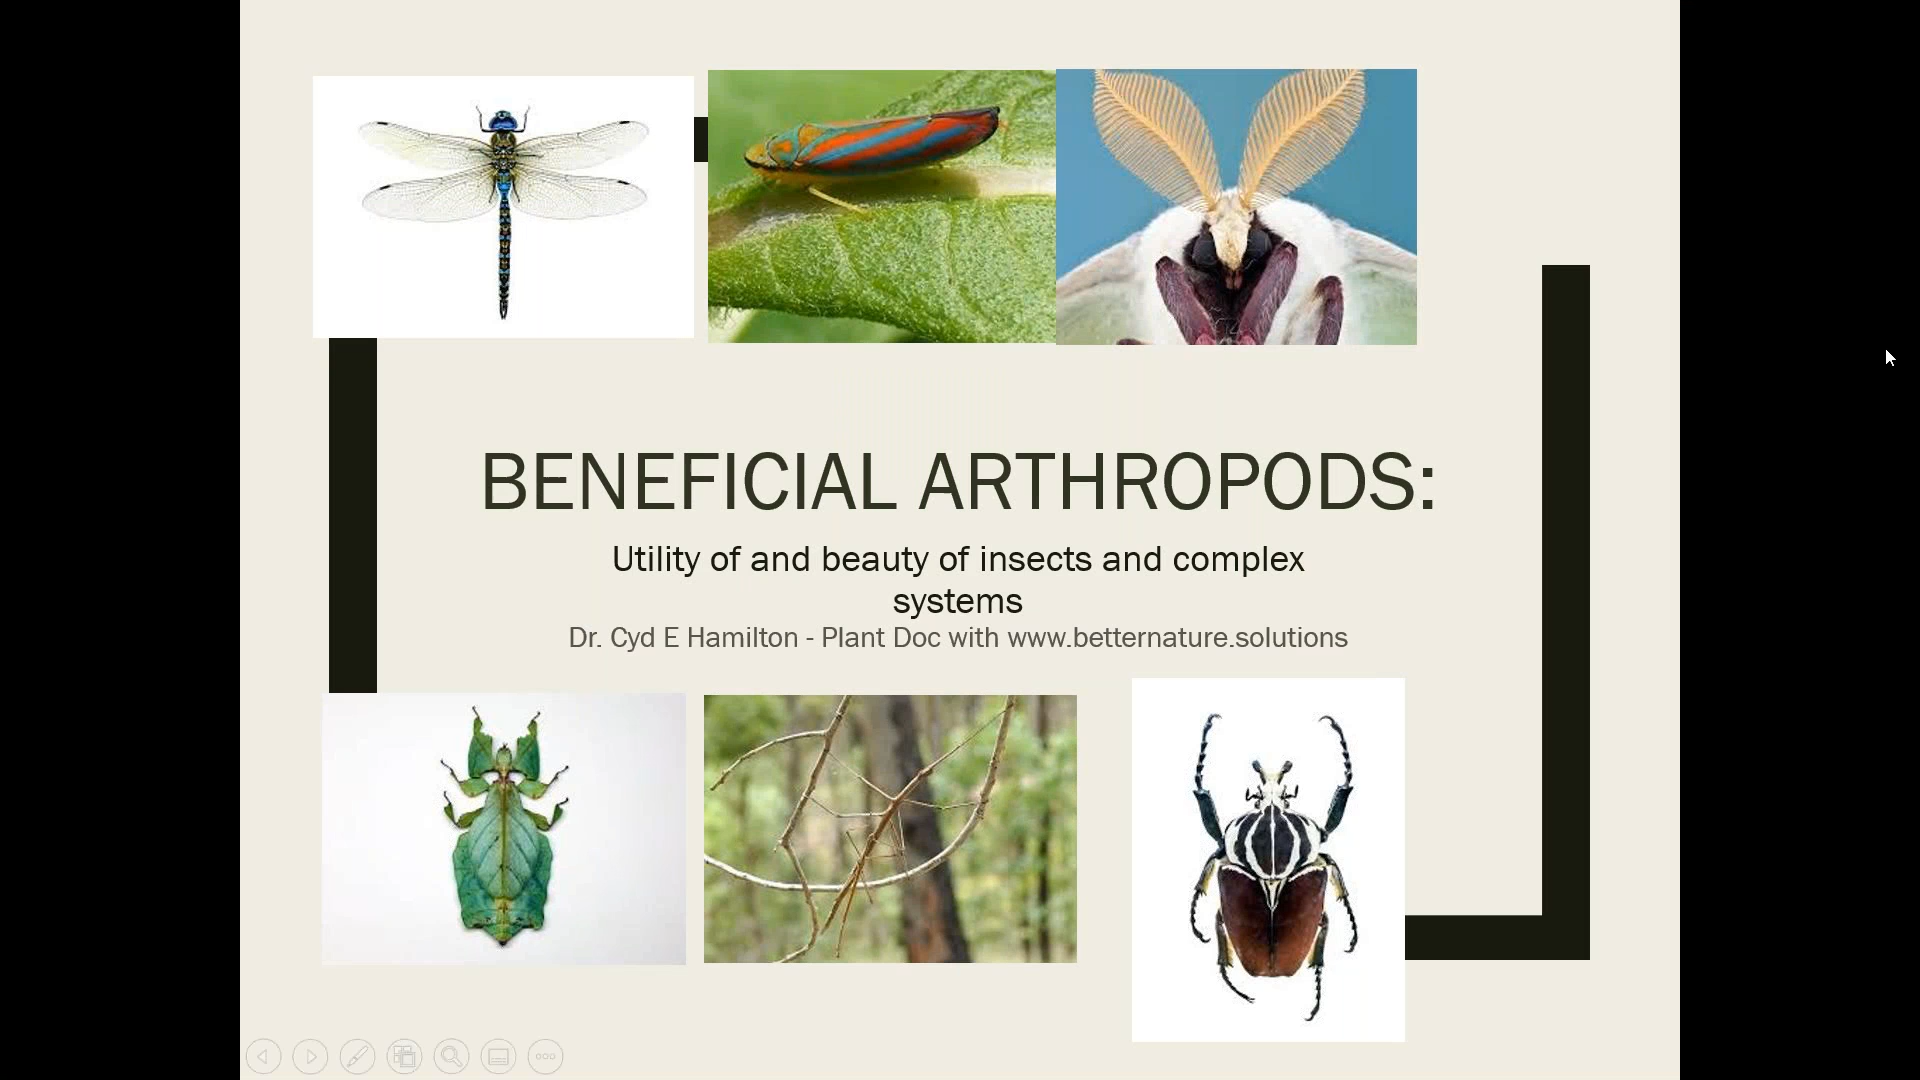 BENEFICIAL ARTHROPODS:
Utility of and beauty of insects and complex
systems
Dr. Cyd E Hamilton - Plant Doc with www.betternature.solutions